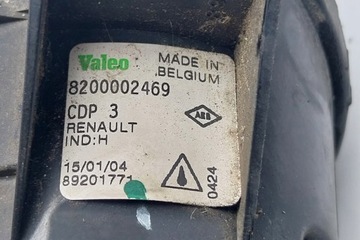 Valeo
MADE IN
BELGIUM
8200002469
CDP 3
RENAULT
IND:H
15/01/04
89201771
0424